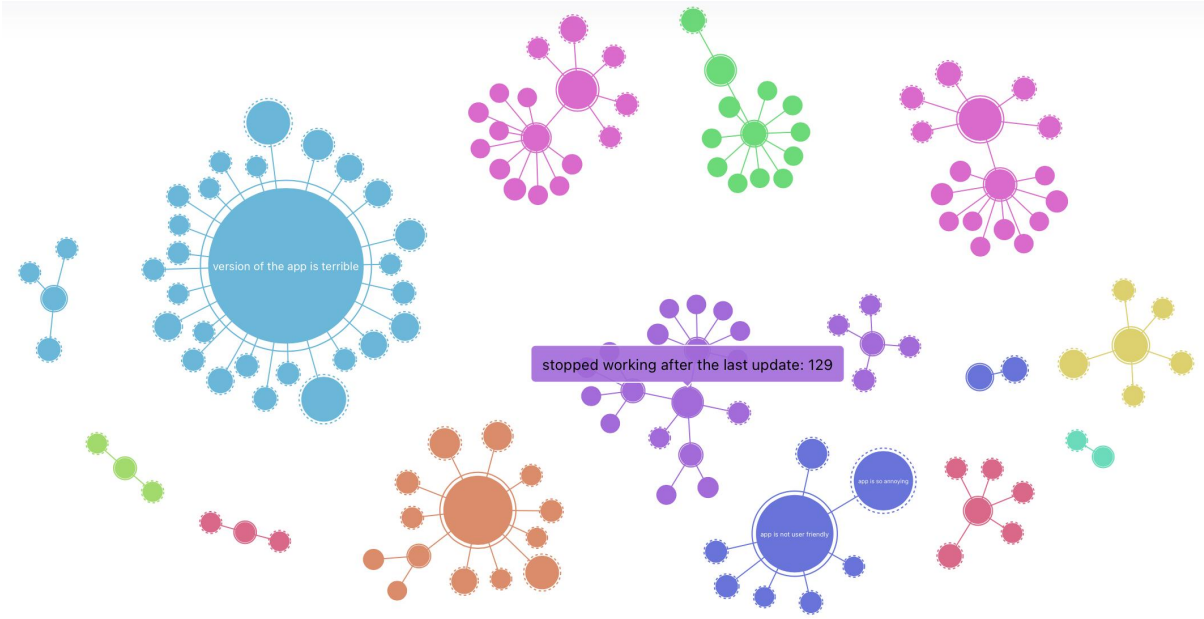 version of the app is terrible
stopped working after the last update: 129
app is so annoying
app is not user friendly